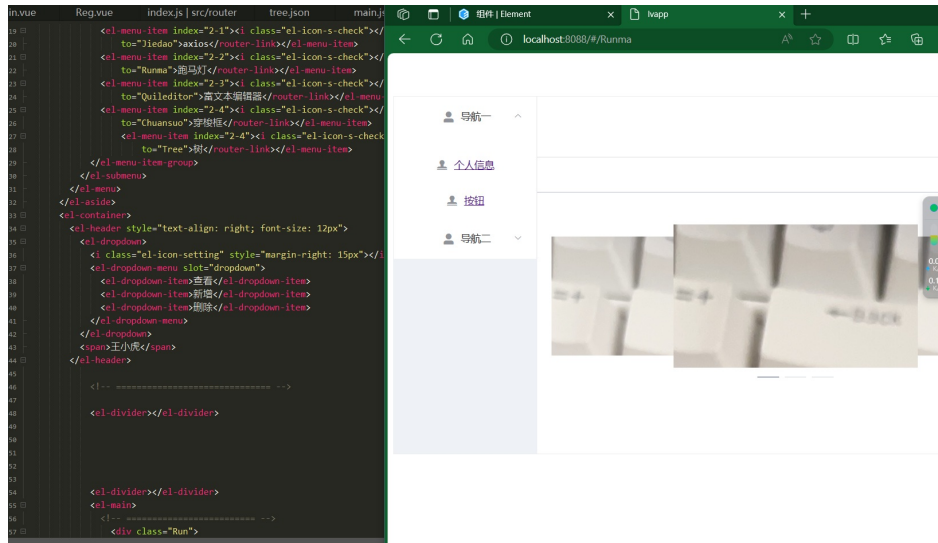 in.vue Reg.vue index.js | src/router tree.json main.js
19 <el-menu-item index="2-1"><i class="el-icon-s-check"></
20 to="Jiedao">axios</router-link></el-menu-item>
21 <el-menu-item index="2-2"><i class="el-icon-s-check"></
22 to="Runma">跑马灯</router-link></el-menu-item>
23 <el-menu-item index="2-3"><i class="el-icon-s-check"></
24 to="Quileditor">富文本编辑器</router-link></el-menu-
25 <el-menu-item index="2-4"><i class="el-icon-s-check"></
26 to="Chuansuo">穿梭框</router-link></el-menu-item>
27 <el-menu-item index="2-4"><i class="el-icon-s-check
28 to="Tree">树</router-link></el-menu-item>
29 </el-menu-item-group>
30 </el-submenu>
31 </el-menu>
32 </el-aside>
33 <el-container>
34 <el-header style="text-align: right; font-size: 12px">
35 <el-dropdown>
36 <i class="el-icon-setting" style="margin-right: 15px"></i
37 <el-dropdown-menu slot="dropdown">
38 <el-dropdown-item>查看</el-dropdown-item>
39 <el-dropdown-item>新增</el-dropdown-item>
40 <el-dropdown-item>删除</el-dropdown-item>
41 </el-dropdown-menu>
42 </el-dropdown>
43 <span>王小虎</span>
44 </el-header>
45
46 <!-- ============================== -->
47
48 <el-divider></el-divider>
49
50
51
52
53
54 <el-divider></el-divider>
55 <el-main>
56 <!-- ========================= -->
57 <div class="Run">
组件 | Element
lvapp
localhost:8088/#/Runma
导航一
个人信息
按钮
导航二
=+
=+
←Back